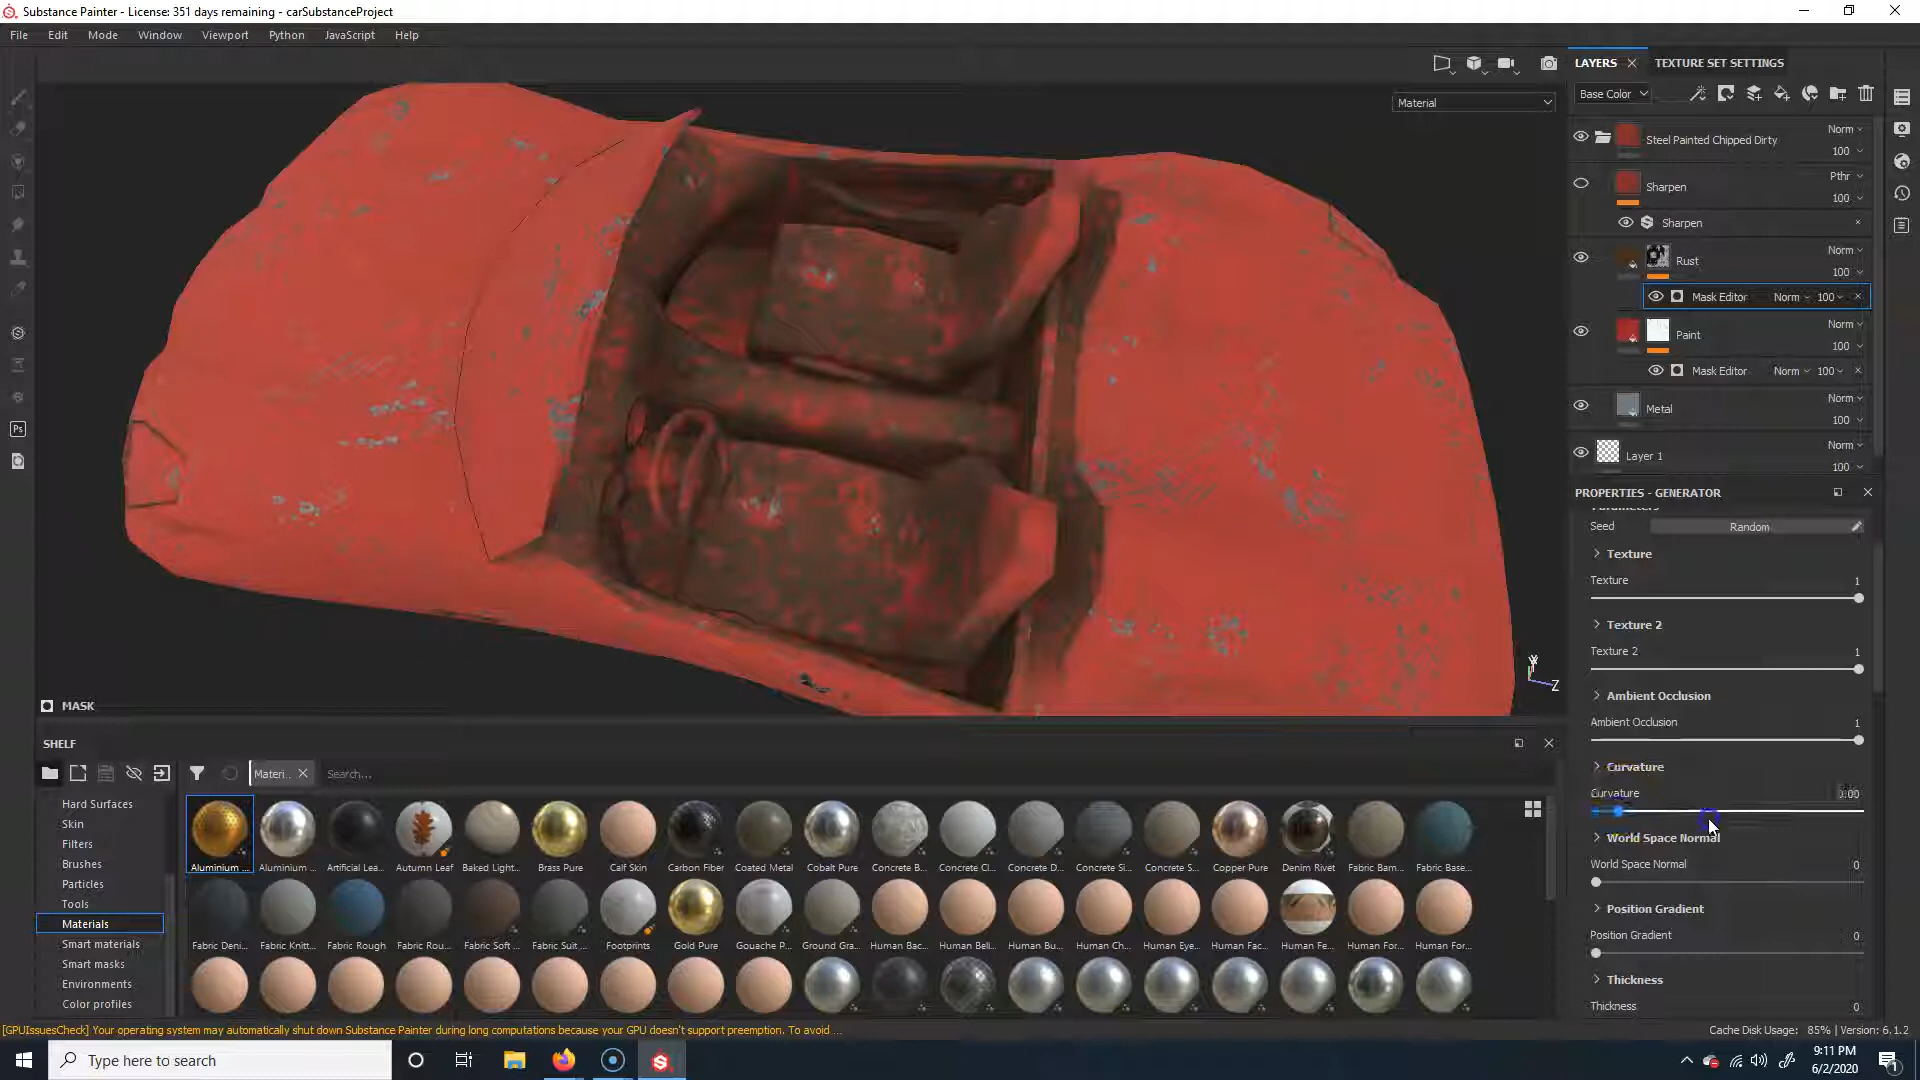 Substance Painter - License: 351 days remaining - carSubstanceProject
File Edit Mode Window Viewport Python JavaScript Help
LAYERS TEXTURE SET SETTINGS
Base Color
Material
Steel Painted Chipped Dirty Norm 100
Sharpen Pthr 100
Sharpen
Rust Norm 100
Mask Editor Norm 100
Paint Norm 100
Mask Editor Norm 100
Metal Norm 100
Layer 1 Norm 100
PROPERTIES - GENERATOR
Seed Random
Texture
Texture 1
Texture 2
Texture 2 1
Ambient Occlusion
Ambient Occlusion 1
Curvature
Curvature
World Space Normal
World Space Normal 0
Position Gradient
Position Gradient 0
Thickness
Thickness 0
Y
Z
MASK
SHELF
Materi... Search...
Hard Surfaces
Skin
Filters
Brushes
Particles
Tools
Materials
Smart materials
Smart masks
Environments
Color profiles
Aluminium ... Aluminium ... Artificial Lea... Autumn Leaf Baked Light... Brass Pure Calf Skin Carbon Fiber Coated Metal Cobalt Pure Concrete B... Concrete Cl... Concrete D... Concrete Si... Concrete S... Copper Pure Denim Rivet Fabric Bam... Fabric Base...
Fabric Deni... Fabric Knitt... Fabric Rough Fabric Rou... Fabric Soft ... Fabric Suit ... Footprints Gold Pure Gouache P... Ground Gra... Human Bac... Human Bell... Human Bu... Human Ch... Human Eye... Human Fac... Human Fe... Human For... Human For...
[GPUIssuesCheck] Your operating system may automatically shut down Substance Painter during long computations because your GPU doesn't support preemption. To avoid ...
Cache Disk Usage: 85% | Version: 6.1.2
Type here to search
9:11 PM
6/2/2020
Ps
1